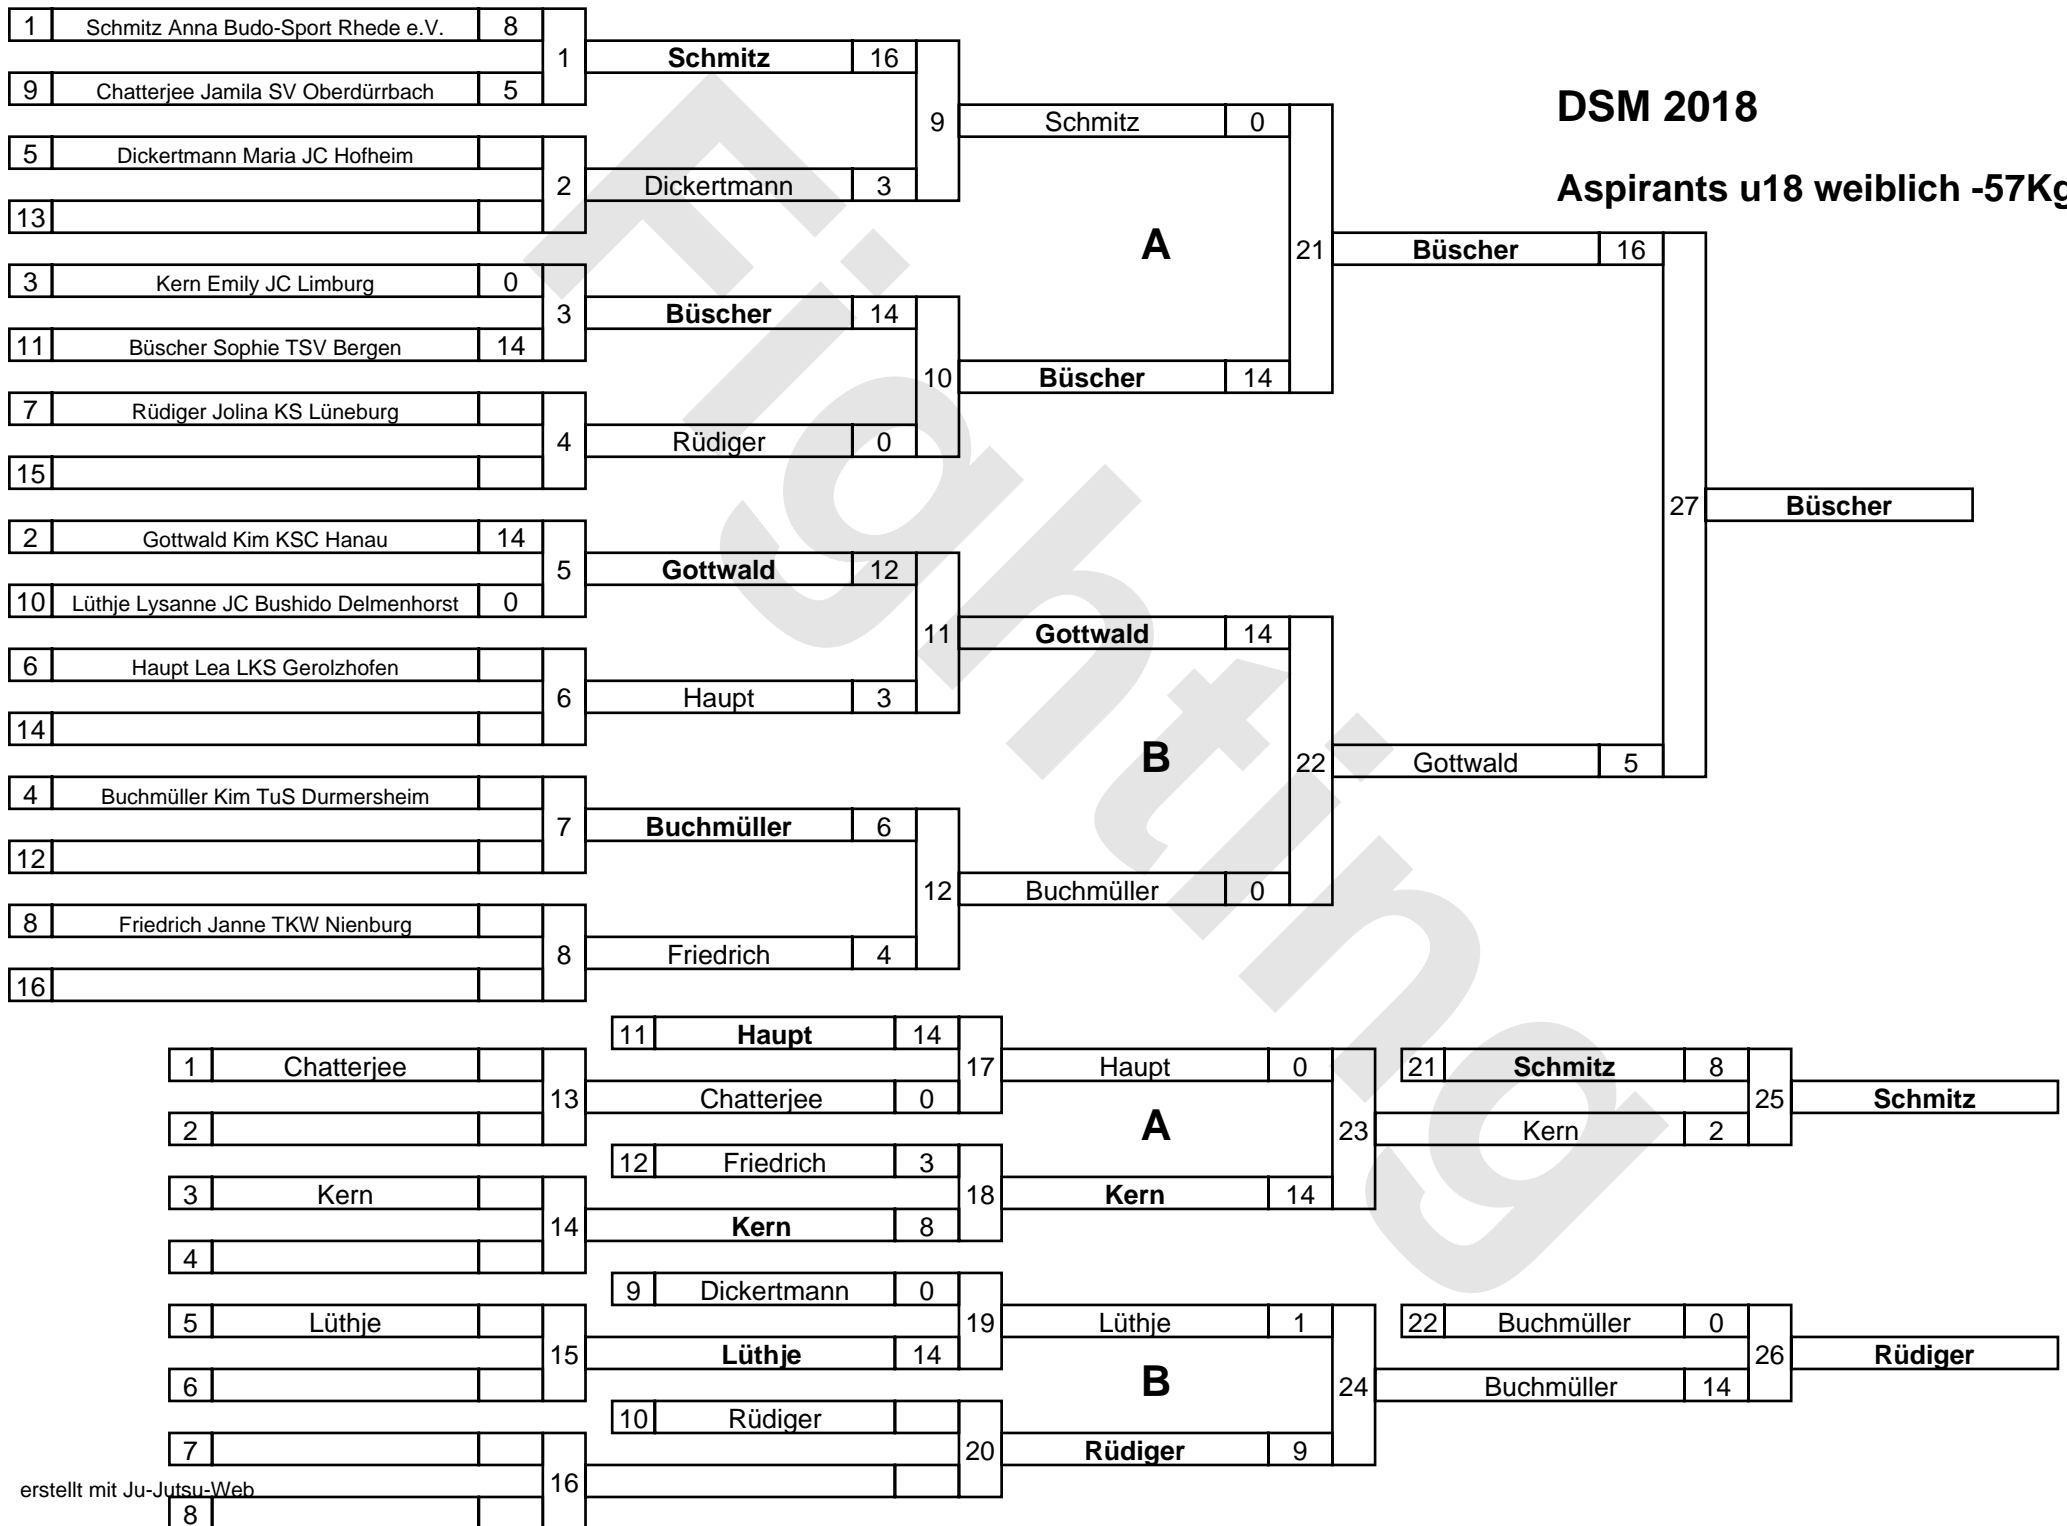 DSM 2018
Aspirants u18 weiblich -57Kg
1 Schmitz Anna Budo-Sport Rhede e.V. 8
1
9 Chatterjee Jamila SV Oberdürrbach 5
5 Dickertmann Maria JC Hofheim
2
13
3 Kern Emily JC Limburg 0
3
11 Büscher Sophie TSV Bergen 14
7 Rüdiger Jolina KS Lüneburg
4
15
2 Gottwald Kim KSC Hanau 14
5
10 Lüthje Lysanne JC Bushido Delmenhorst 0
6 Haupt Lea LKS Gerolzhofen
6
14
4 Buchmüller Kim TuS Durmersheim
7
12
8 Friedrich Janne TKW Nienburg
8
16
Schmitz 16
9
Dickertmann 3
Büscher 14
10
Rüdiger 0
Gottwald 12
11
Haupt 3
Buchmüller 6
12
Friedrich 4
Schmitz 0
A
21
Büscher 14
Gottwald 14
B
22
Buchmüller 0
Büscher 16
27
Gottwald 5
Büscher
1 Chatterjee
13
2
3 Kern
14
4
5 Lüthje
15
6
7
16
8
11 Haupt 14
17
Chatterjee 0
12 Friedrich 3
18
Kern 8
9 Dickertmann 0
19
Lüthje 14
10 Rüdiger
20
Haupt 0
A
23
Kern 14
Lüthje 1
B
24
Rüdiger 9
21 Schmitz 8
25
Kern 2
Schmitz
22 Buchmüller 0
26
Buchmüller 14
Rüdiger
erstellt mit Ju-Jutsu-Web
Fighting